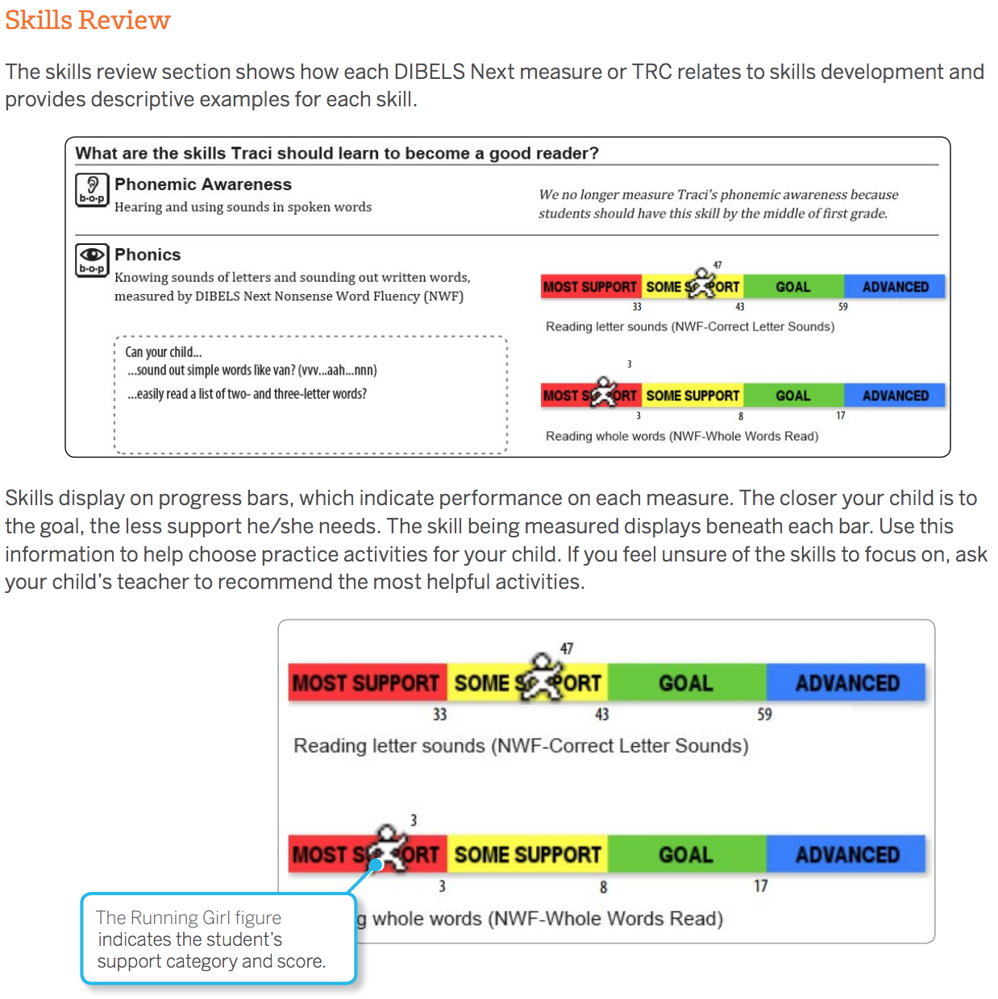 Skills Review
The skills review section shows how each DIBELS Next measure or TRC relates to skills development and
provides descriptive examples for each skill.
What are the skills Traci should learn to become a good reader?
b-o-p
Phonemic Awareness
Hearing and using sounds in spoken words
We no longer measure Traci's phonemic awareness because
students should have this skill by the middle of first grade.
b-o-p
Phonics
Knowing sounds of letters and sounding out written words,
measured by DIBELS Next Nonsense Word Fluency (NWF)
Can your child...
...sound out simple words like van? (vvv...aah...nnn)
...easily read a list of two- and three-letter words?
47
MOST SUPPORT SOME SUPPORT GOAL ADVANCED
33 43 59
Reading letter sounds (NWF-Correct Letter Sounds)
3
MOST SUPPORT SOME SUPPORT GOAL ADVANCED
3 8 17
Reading whole words (NWF-Whole Words Read)
Skills display on progress bars, which indicate performance on each measure. The closer your child is to
the goal, the less support he/she needs. The skill being measured displays beneath each bar. Use this
information to help choose practice activities for your child. If you feel unsure of the skills to focus on, ask
your child's teacher to recommend the most helpful activities.
47
MOST SUPPORT SOME SUPPORT GOAL ADVANCED
33 43 59
Reading letter sounds (NWF-Correct Letter Sounds)
3
MOST SUPPORT SOME SUPPORT GOAL ADVANCED
3 8 17
g whole words (NWF-Whole Words Read)
The Running Girl figure
indicates the student's
support category and score.